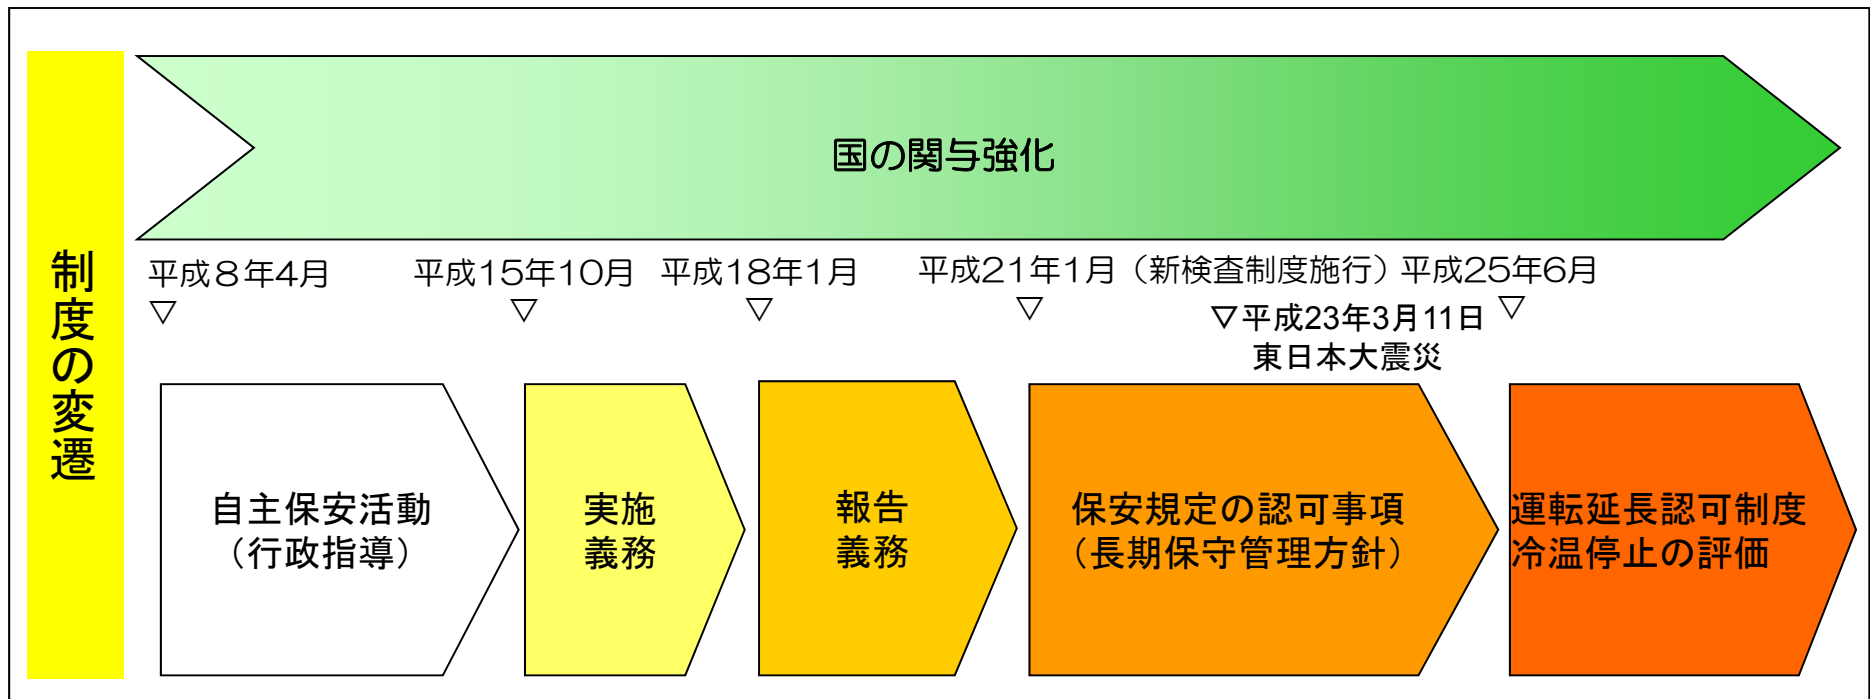 制度の変遷
国の関与強化
平成8年4月
平成15年10月
平成18年1月
平成21年1月（新検査制度施行）
平成25年6月
▽
▽
▽
▽
▽
▽平成23年3月11日
東日本大震災
自主保安活動
（行政指導）
実施
義務
報告
義務
保安規定の認可事項
（長期保守管理方針）
運転延長認可制度
冷温停止の評価